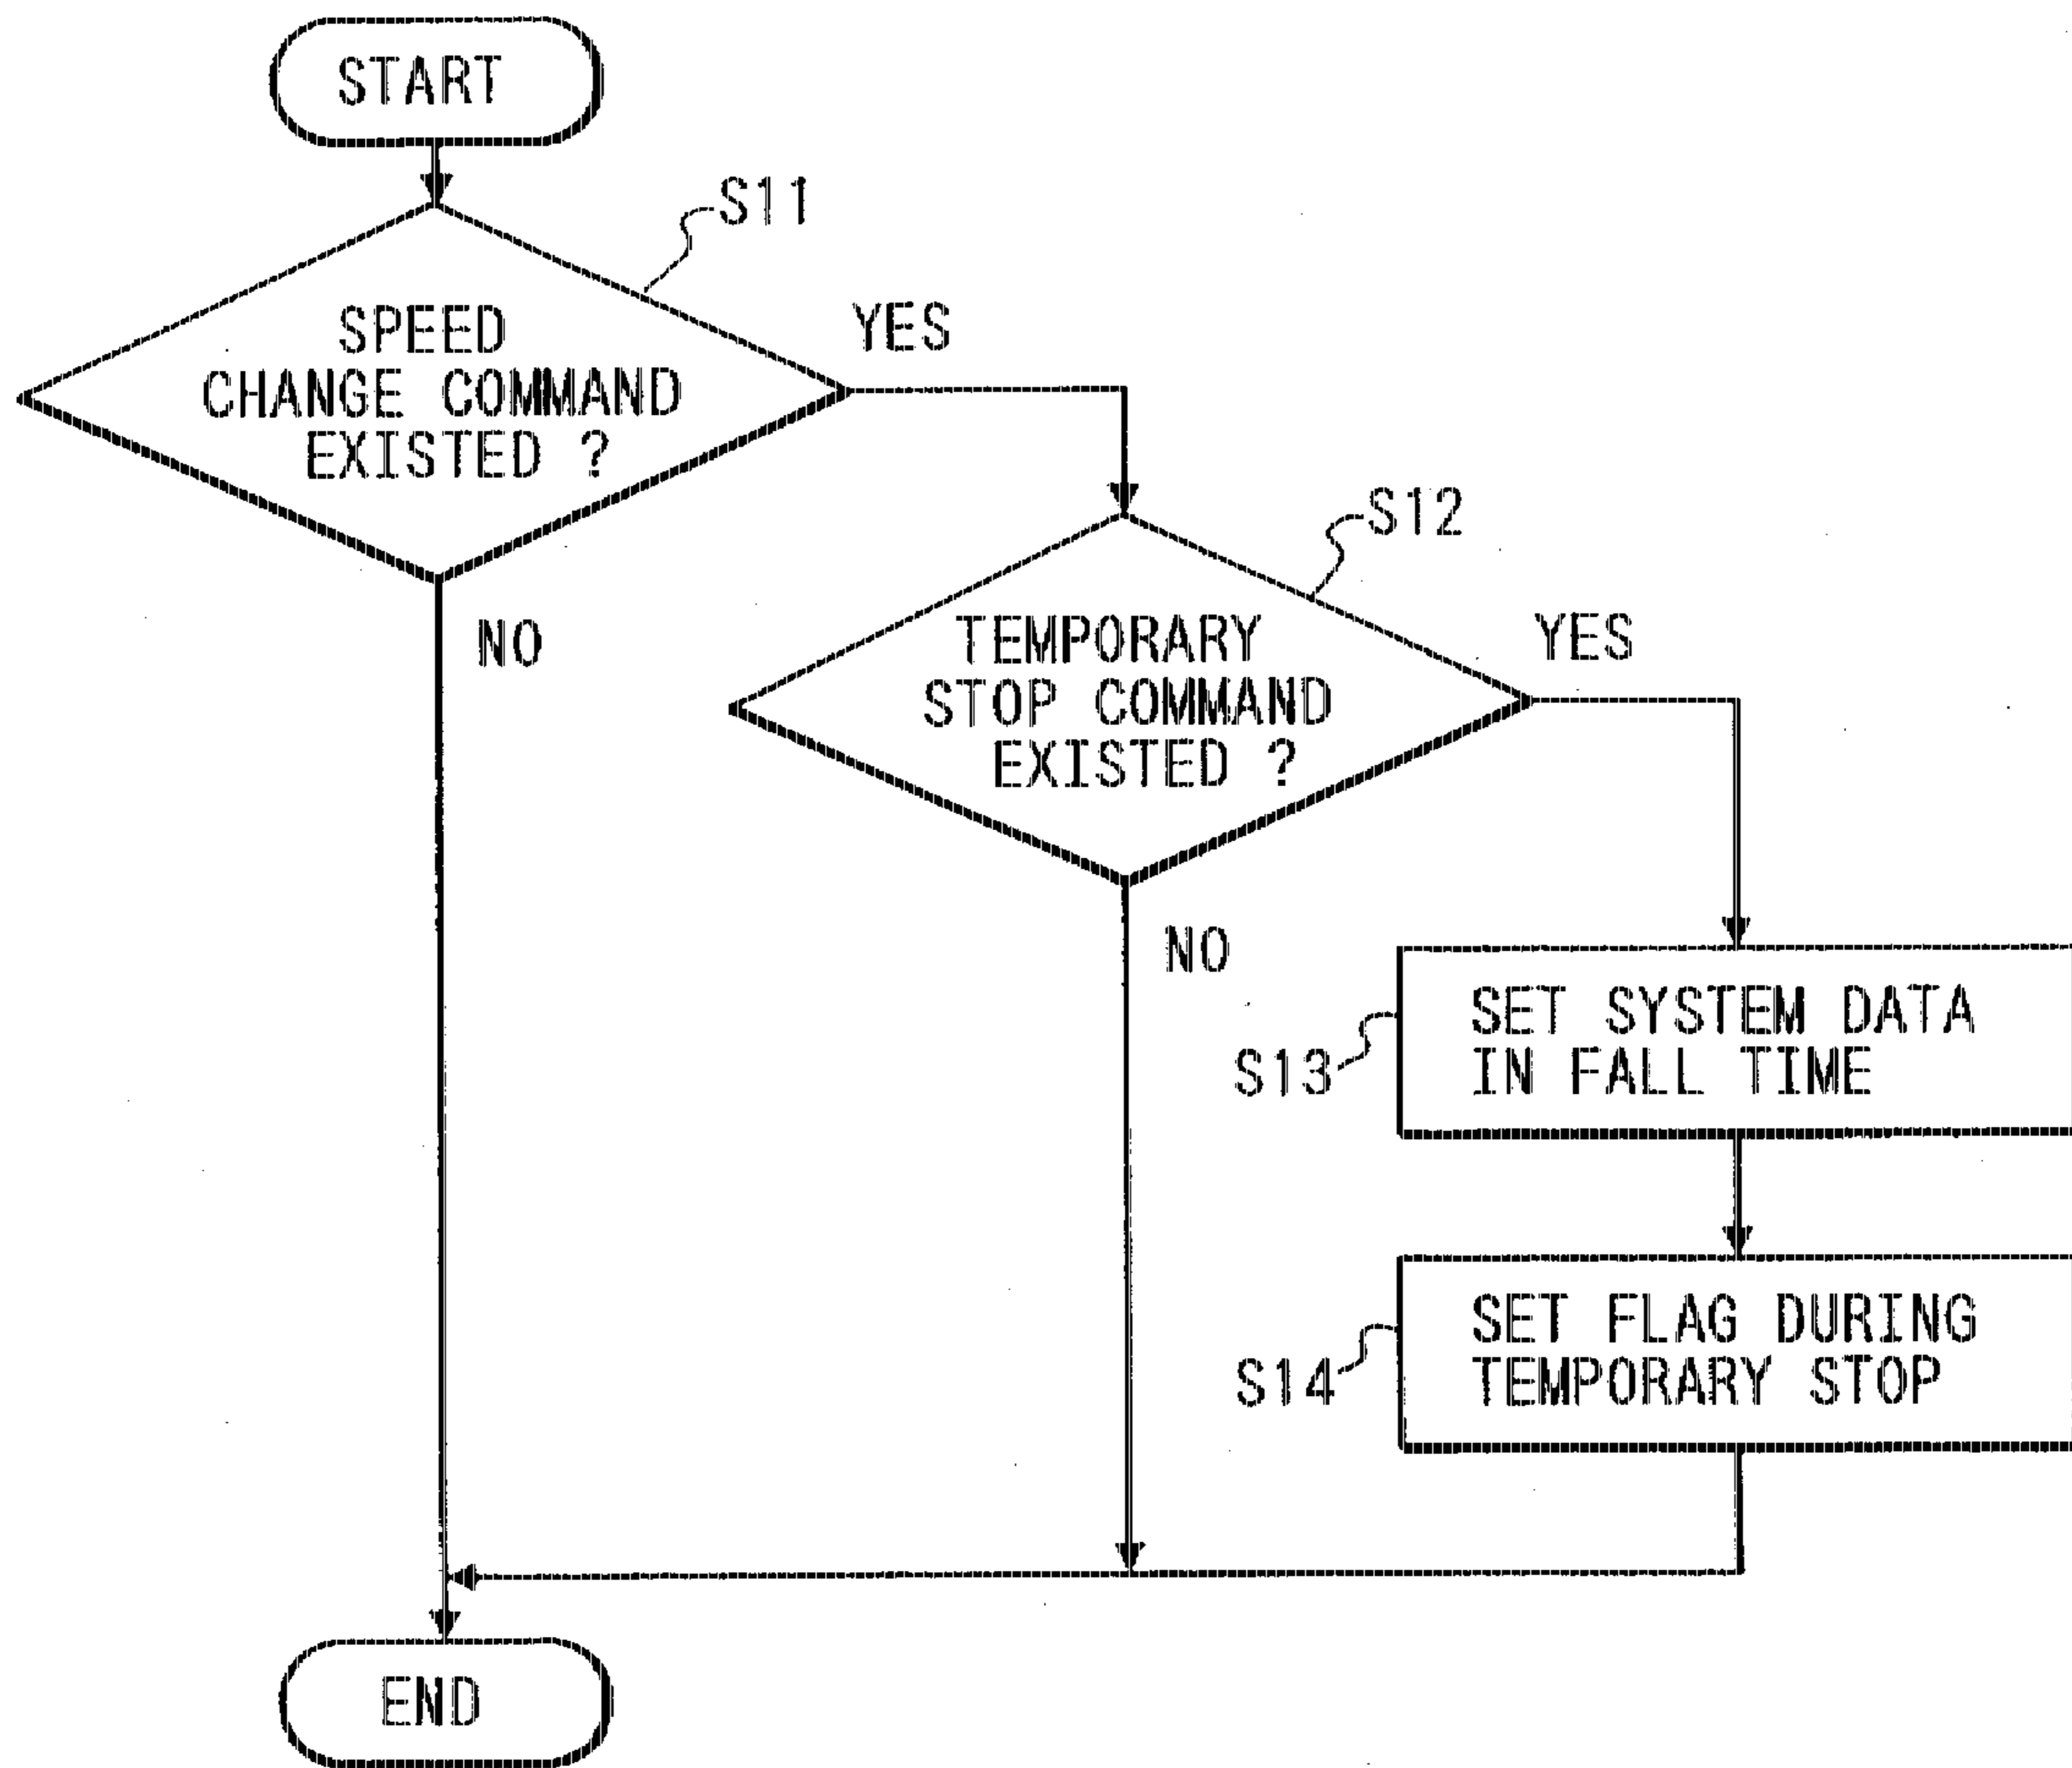 START
S11
SPEED
CHANGE COMMAND
EXISTED ?
YES
NO
S12
TEMPORARY
STOP COMMAND
EXISTED ?
YES
NO
S13
SET SYSTEM DATA
IN FALL TIME
S14
SET FLAG DURING
TEMPORARY STOP
END